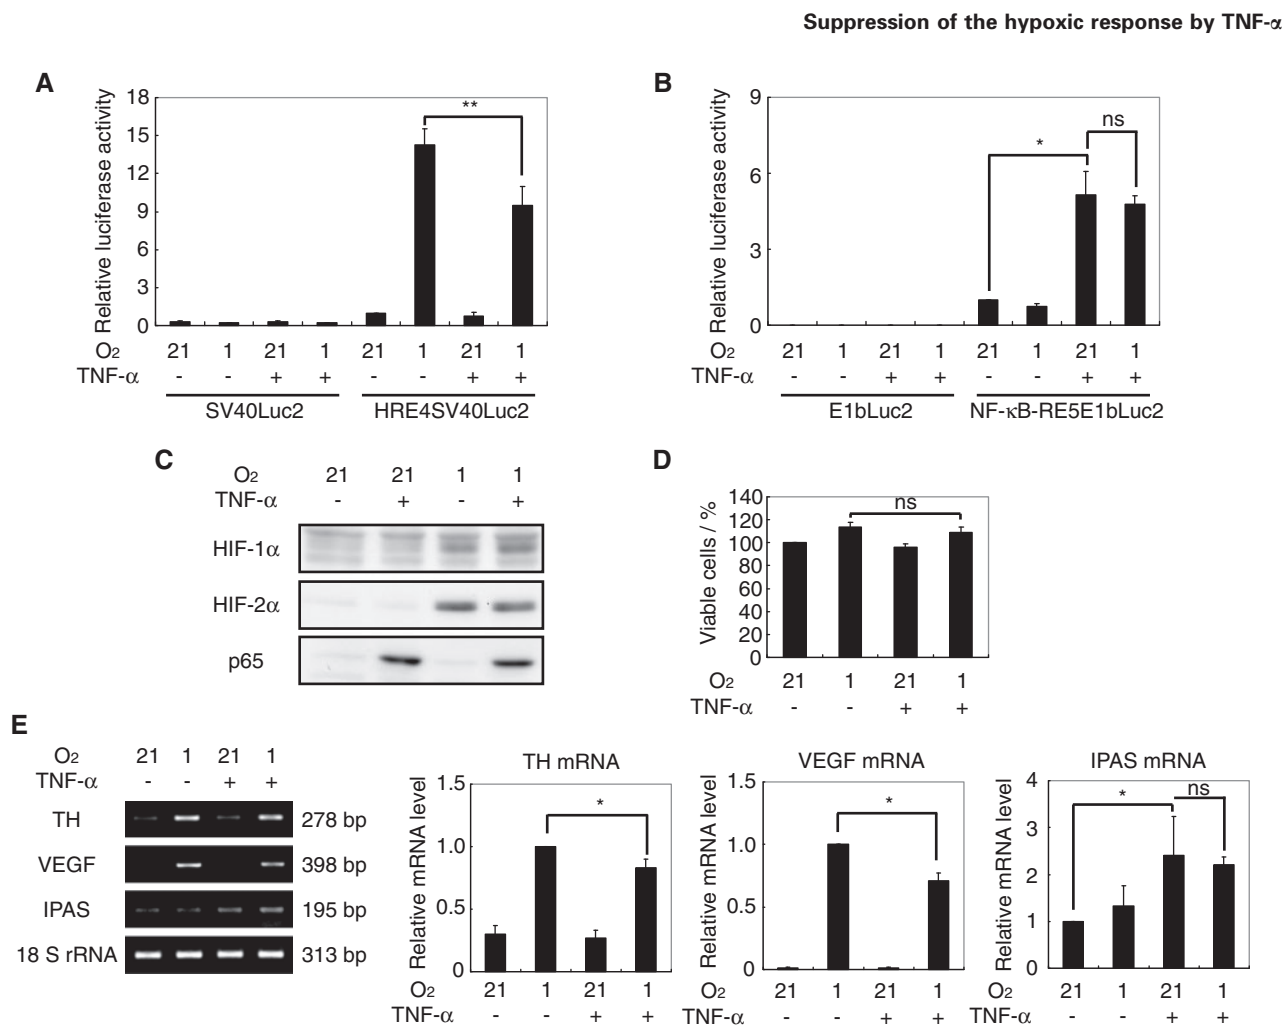 Suppression of the hypoxic response by TNF-α
A
Relative luciferase activity
18
15
12
9
6
3
0
**
O2 21 1 21 1 21 1 21 1
TNF-α - - + + - - + +
SV40Luc2 HRE4SV40Luc2
B
Relative luciferase activity
9
6
3
0
* ns
O2 21 1 21 1 21 1 21 1
TNF-α - - + + - - + +
E1bLuc2 NF-κB-RE5E1bLuc2
C
O2 21 21 1 1
TNF-α - + - +
HIF-1α
HIF-2α
p65
D
Viable cells / %
140
120
100
80
60
40
20
0
ns
O2 21 1 21 1
TNF-α - - + +
E
O2 21 1 21 1
TNF-α - - + +
TH 278 bp
VEGF 398 bp
IPAS 195 bp
18 S rRNA 313 bp
TH mRNA
Relative mRNA level
1.5
1.0
0.5
0
*
O2 21 1 21 1
TNF-α - - + +
VEGF mRNA
Relative mRNA level
1.5
1.0
0.5
0
*
O2 21 1 21 1
TNF-α - - + +
IPAS mRNA
Relative mRNA level
4
3
2
1
0
* ns
O2 21 1 21 1
TNF-α - - + +